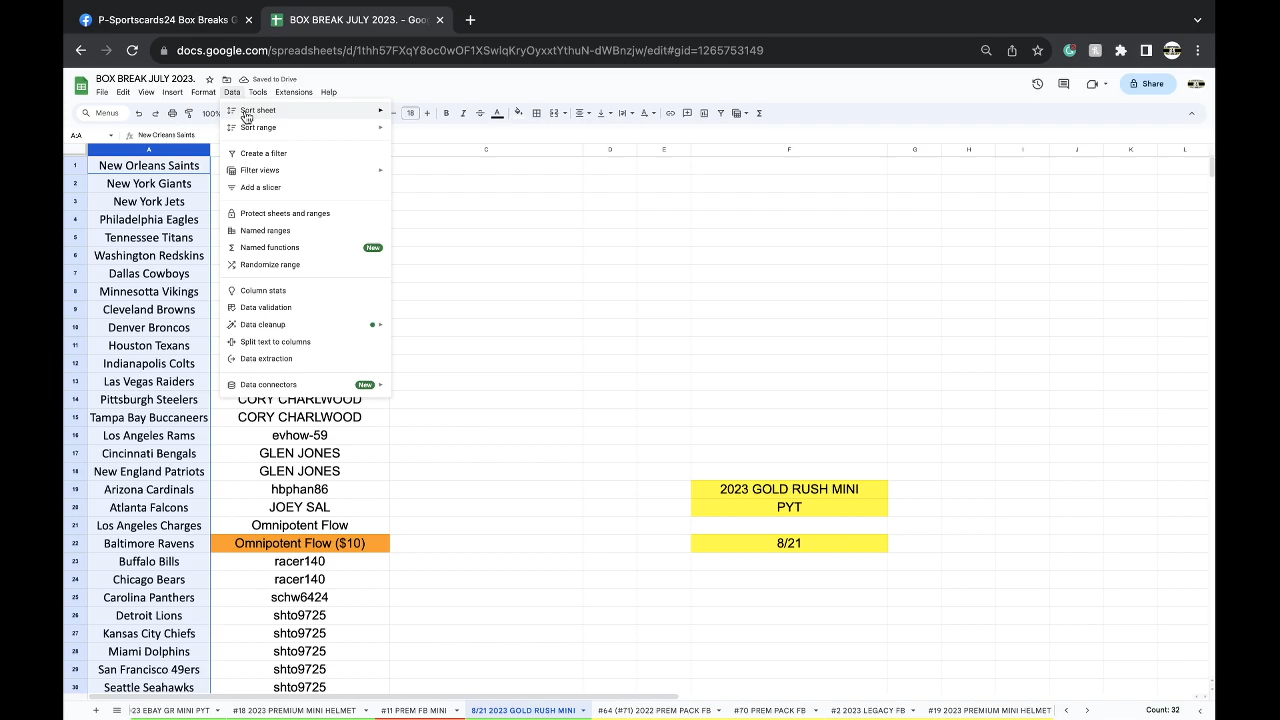 P-Sportscards24 Box Breaks G
BOX BREAK JULY 2023. - Goo
docs.google.com/spreadsheets/d/1thh57FXqY8oc0wOF1XSwlqKryOyxxtYthuN-dWBnzjw/edit#gid=1265753149
BOX BREAK JULY 2023.
Saved to Drive
File Edit View Insert Format Data Tools Extensions Help
Share
Menus
100%
18
A:A
fx New Orleans Saints
Sort sheet
Sort range
Create a filter
Filter views
Add a slicer
Protect sheets and ranges
Named ranges
Named functions New
Randomize range
Column stats
Data validation
Data cleanup
Split text to columns
Data extraction
Data connectors New
A C D E F G H I J K L
1 New Orleans Saints
2 New York Giants
3 New York Jets
4 Philadelphia Eagles
5 Tennessee Titans
6 Washington Redskins
7 Dallas Cowboys
8 Minnesotta Vikings
9 Cleveland Browns
10 Denver Broncos
11 Houston Texans
12 Indianapolis Colts
13 Las Vegas Raiders
14 Pittsburgh Steelers CORY CHARLWOOD
15 Tampa Bay Buccaneers CORY CHARLWOOD
16 Los Angeles Rams evhow-59
17 Cincinnati Bengals GLEN JONES
18 New England Patriots GLEN JONES
19 Arizona Cardinals hbphan86 2023 GOLD RUSH MINI
20 Atlanta Falcons JOEY SAL PYT
21 Los Angeles Charges Omnipotent Flow
22 Baltimore Ravens Omnipotent Flow ($10) 8/21
23 Buffalo Bills racer140
24 Chicago Bears racer140
25 Carolina Panthers schw6424
26 Detroit Lions shto9725
27 Kansas City Chiefs shto9725
28 Miami Dolphins shto9725
29 San Francisco 49ers shto9725
30 Seattle Seahawks shto9725
23 EBAY GR MINI PYT #18 2023 PREMIUM MINI HELMET #11 PREM FB MINI 8/21 2023 GOLD RUSH MINI #64 (#71) 2022 PREM PACK FB #70 PREM PACK FB #2 2023 LEGACY FB #19 2023 PREMIUM MINI HELMET Count: 32